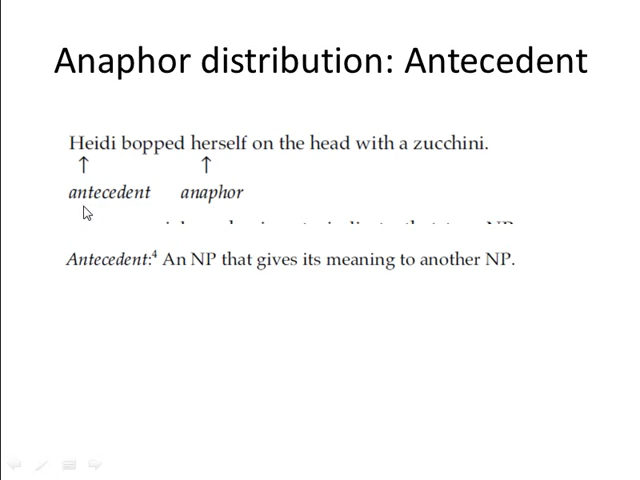 Anaphor distribution: Antecedent
Heidi bopped herself on the head with a zucchini.
↑ ↑
antecedent anaphor
Antecedent:⁴ An NP that gives its meaning to another NP.